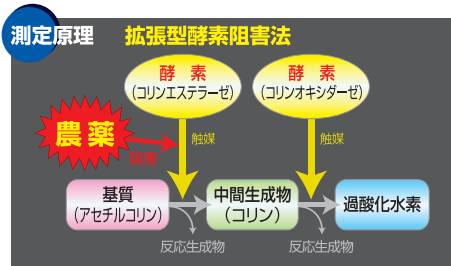 測定原理 拡張型酵素阻害法
酵 素
(コリンエステラーゼ)
酵 素
(コリンオキシダーゼ)
農薬
阻害
触媒
触媒
基質
(アセチルコリン)
中間生成物
(コリン)
過酸化水素
反応生成物
反応生成物